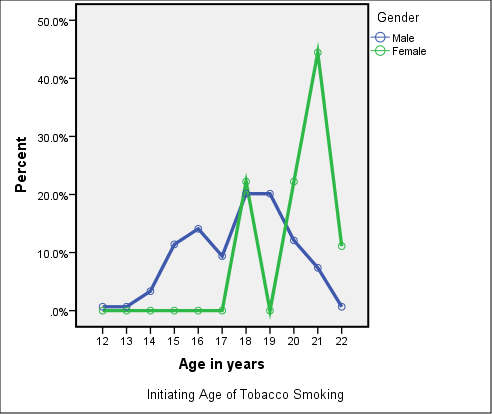 Gender
Male
Female
50.0%
40.0%
30.0%
20.0%
10.0%
.0%
Percent
12 13 14 15 16 17 18 19 20 21 22
Age in years
Initiating Age of Tobacco Smoking